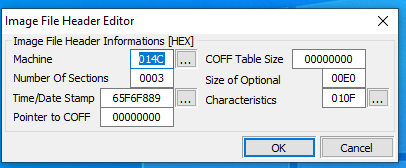 Image File Header Editor
Image File Header Informations [HEX]
Machine 014C ... COFF Table Size 00000000
Number Of Sections 0003 Size of Optional 00E0
Time/Date Stamp 65F6F889 ... Characteristics 010F ...
Pointer to COFF 00000000
OK Cancel